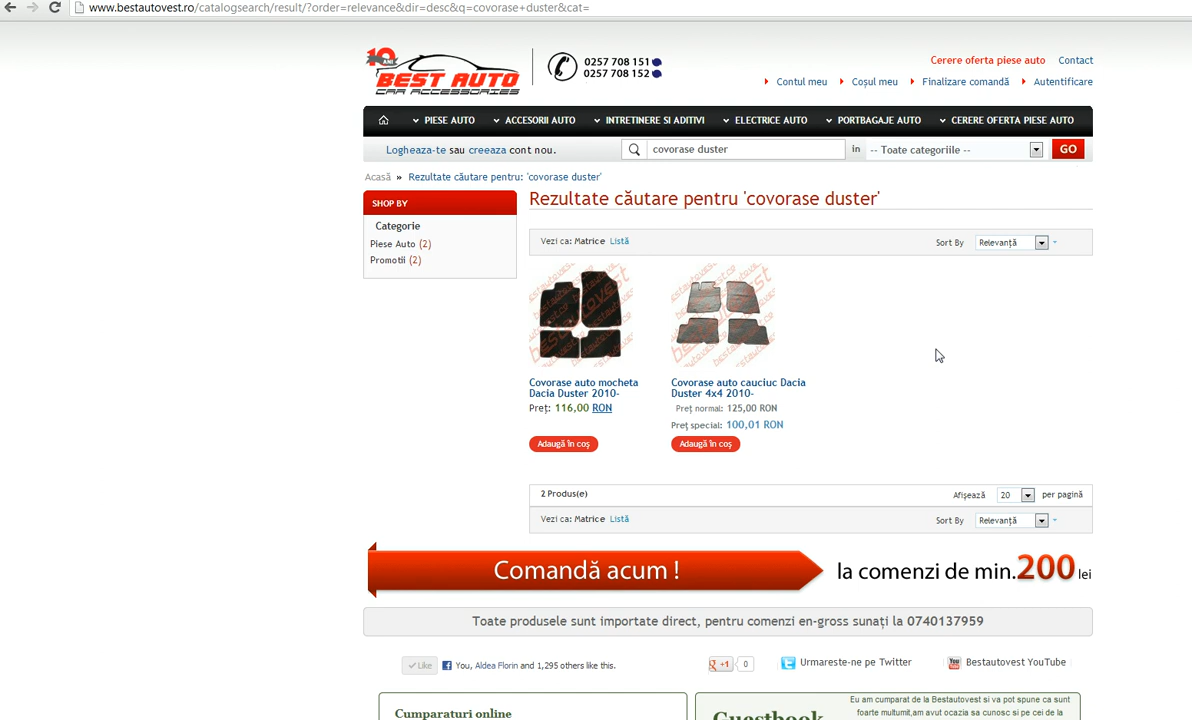 www.bestautovest.ro/catalogsearch/result/?order=relevance&dir=desc&q=covorase+duster&cat=
10 ANI
BEST AUTO
CAR ACCESSORIES
0257 708 151
0257 708 152
Cerere oferta piese auto
Contact
Contul meu
Coșul meu
Finalizare comandă
Autentificare
PIESE AUTO
ACCESORII AUTO
INTRETINERE SI ADITIVI
ELECTRICE AUTO
PORTBAGAJE AUTO
CERERE OFERTA PIESE AUTO
Logheaza-te sau creeaza cont nou.
covorase duster
in
-- Toate categoriile --
GO
Acasă » Rezultate căutare pentru: 'covorase duster'
SHOP BY
Categorie
Piese Auto (2)
Promotii (2)
Rezultate căutare pentru 'covorase duster'
Vezi ca: Matrice Listă
Sort By
Relevanță
Covorase auto mocheta
Dacia Duster 2010-
Preț: 116,00 RON
Adaugă în coș
Covorase auto cauciuc Dacia
Duster 4x4 2010-
Preț normal: 125,00 RON
Preț special: 100,01 RON
Adaugă în coș
2 Produs(e)
Afișează
20
per pagină
Vezi ca: Matrice Listă
Sort By
Relevanță
Comandă acum !
la comenzi de min.200 lei
Toate produsele sunt importate direct, pentru comenzi en-gross sunați la 0740137959
Like
You, Aldea Florin and 1,295 others like this.
+1
0
Urmareste-ne pe Twitter
Bestautovest YouTube
Cumparaturi online
Guestbook
Eu am cumparat de la Bestautovest si va pot spune ca sunt
foarte multumit,am avut ocazia sa cunosc si pe cei de la